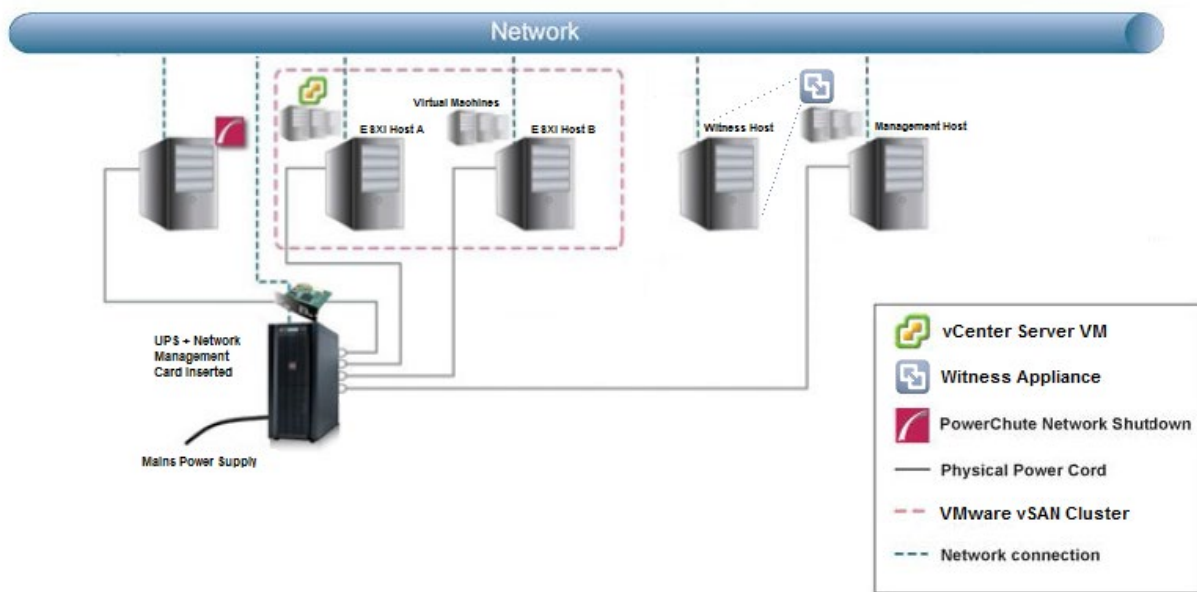 Network
Virtual Machines
ESXI Host A
ESXI Host B
Witness Host
Management Host
UPS + Network
Management
Card Inserted
Mains Power Supply
vCenter Server VM
Witness Appliance
PowerChute Network Shutdown
Physical Power Cord
VMware vSAN Cluster
Network connection